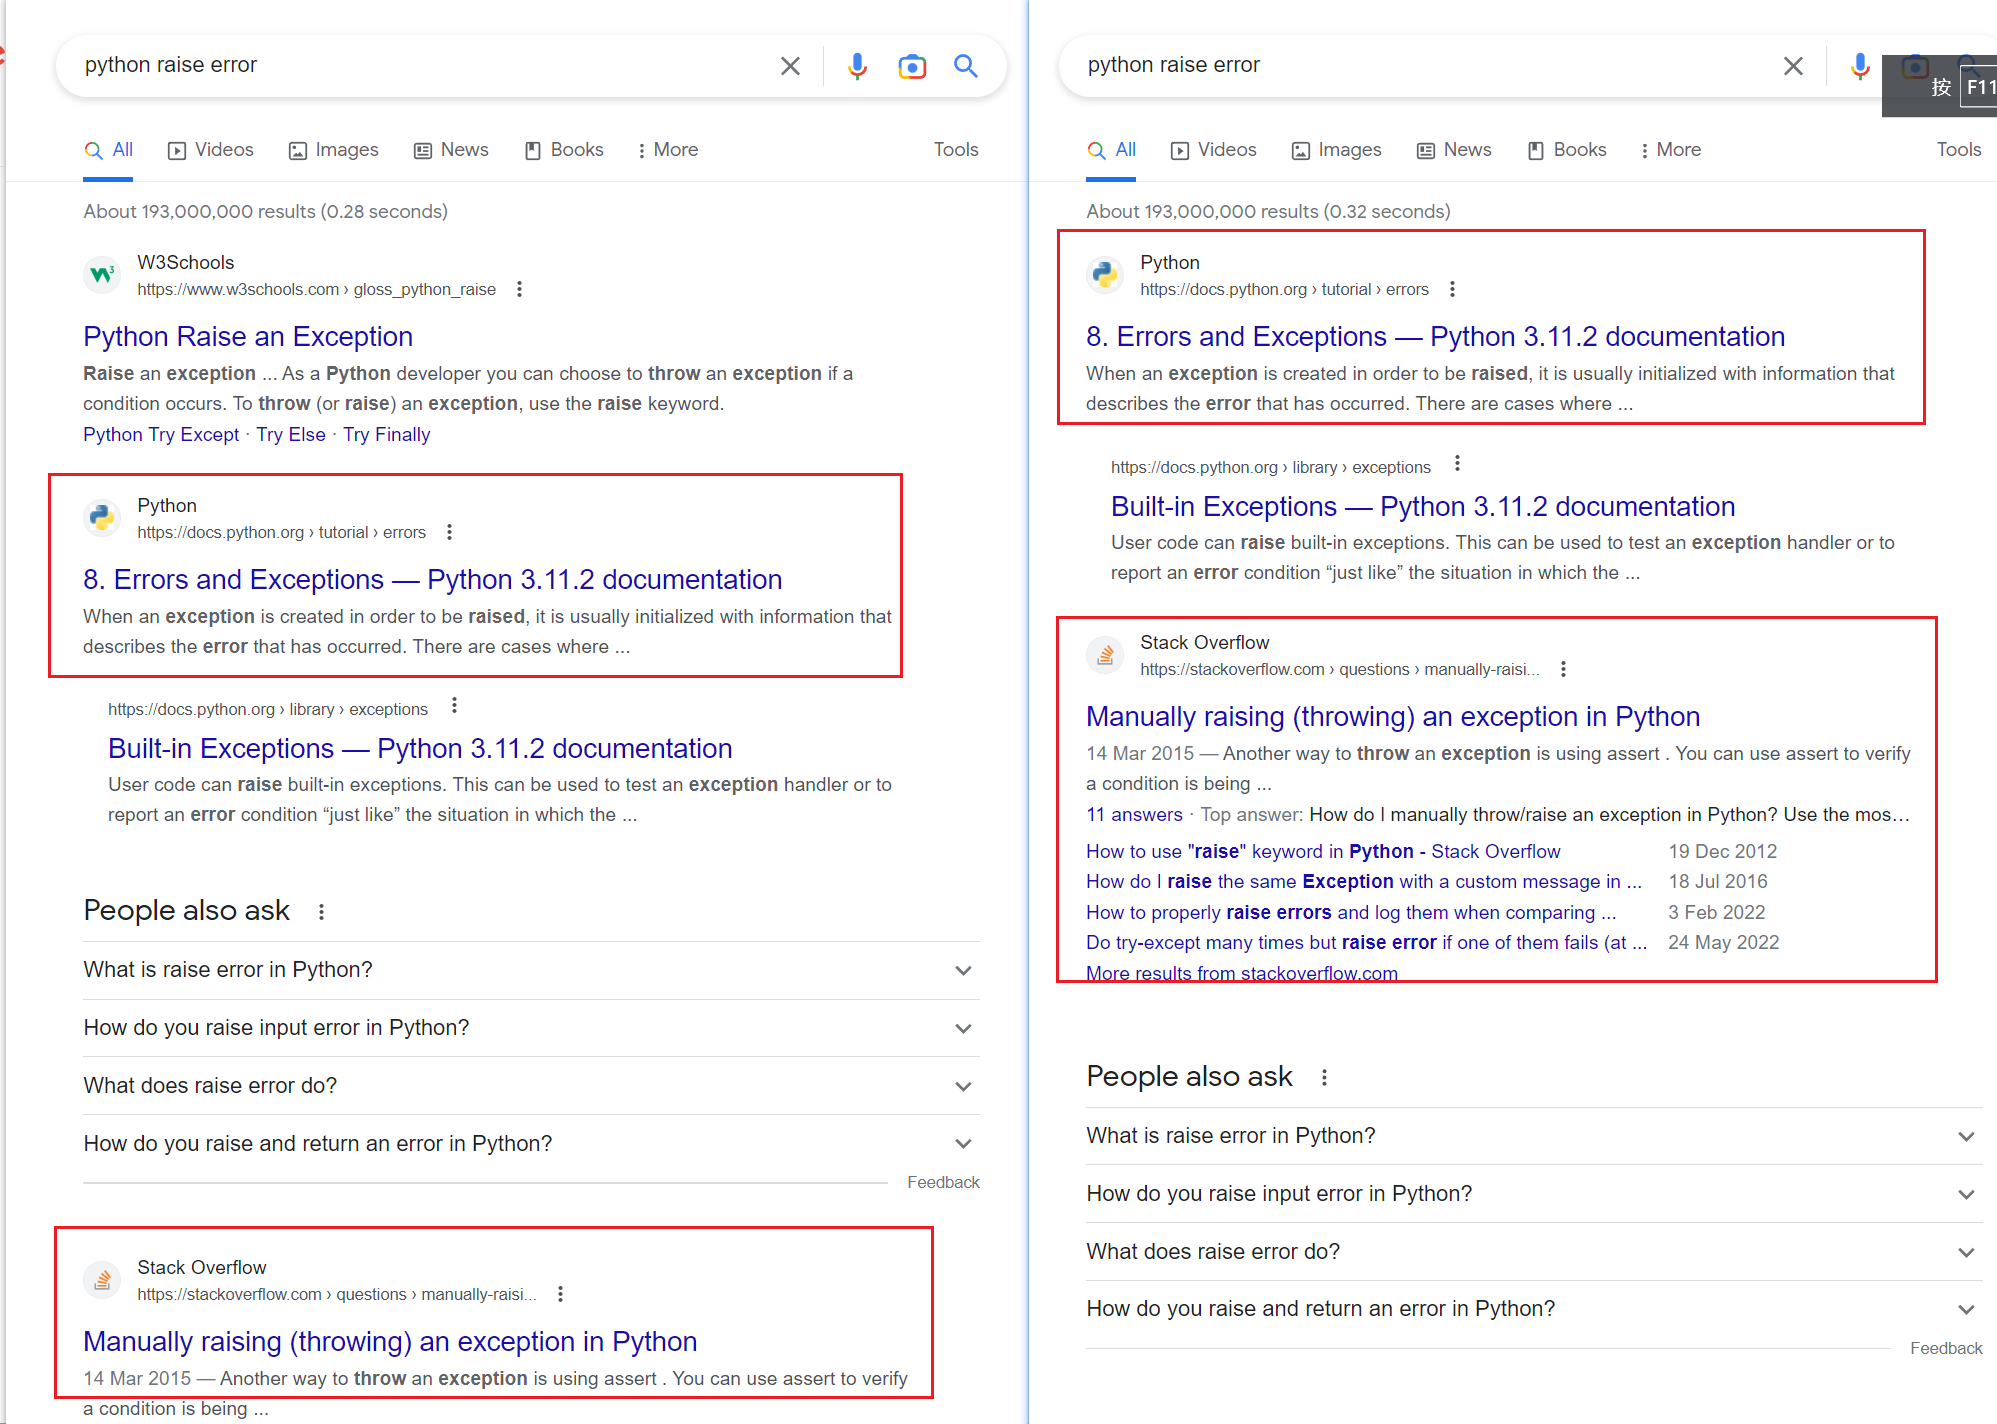 python raise error
All Videos Images News Books More Tools
About 193,000,000 results (0.28 seconds)
W3Schools
https://www.w3schools.com › gloss_python_raise
Python Raise an Exception
Raise an exception ... As a Python developer you can choose to throw an exception if a
condition occurs. To throw (or raise) an exception, use the raise keyword.
Python Try Except · Try Else · Try Finally
Python
https://docs.python.org › tutorial › errors
8. Errors and Exceptions — Python 3.11.2 documentation
When an exception is created in order to be raised, it is usually initialized with information that
describes the error that has occurred. There are cases where ...
https://docs.python.org › library › exceptions
Built-in Exceptions — Python 3.11.2 documentation
User code can raise built-in exceptions. This can be used to test an exception handler or to
report an error condition “just like” the situation in which the ...
People also ask
What is raise error in Python?
How do you raise input error in Python?
What does raise error do?
How do you raise and return an error in Python?
Feedback
Stack Overflow
https://stackoverflow.com › questions › manually-raisi...
Manually raising (throwing) an exception in Python
14 Mar 2015 — Another way to throw an exception is using assert . You can use assert to verify
a condition is being ...
python raise error
按 F11
All Videos Images News Books More Tools
About 193,000,000 results (0.32 seconds)
Python
https://docs.python.org › tutorial › errors
8. Errors and Exceptions — Python 3.11.2 documentation
When an exception is created in order to be raised, it is usually initialized with information that
describes the error that has occurred. There are cases where ...
https://docs.python.org › library › exceptions
Built-in Exceptions — Python 3.11.2 documentation
User code can raise built-in exceptions. This can be used to test an exception handler or to
report an error condition “just like” the situation in which the ...
Stack Overflow
https://stackoverflow.com › questions › manually-raisi...
Manually raising (throwing) an exception in Python
14 Mar 2015 — Another way to throw an exception is using assert . You can use assert to verify
a condition is being ...
11 answers · Top answer: How do I manually throw/raise an exception in Python? Use the mos...
How to use "raise" keyword in Python - Stack Overflow 19 Dec 2012
How do I raise the same Exception with a custom message in ... 18 Jul 2016
How to properly raise errors and log them when comparing ... 3 Feb 2022
Do try-except many times but raise error if one of them fails (at ... 24 May 2022
More results from stackoverflow.com
People also ask
What is raise error in Python?
How do you raise input error in Python?
What does raise error do?
How do you raise and return an error in Python?
Feedback